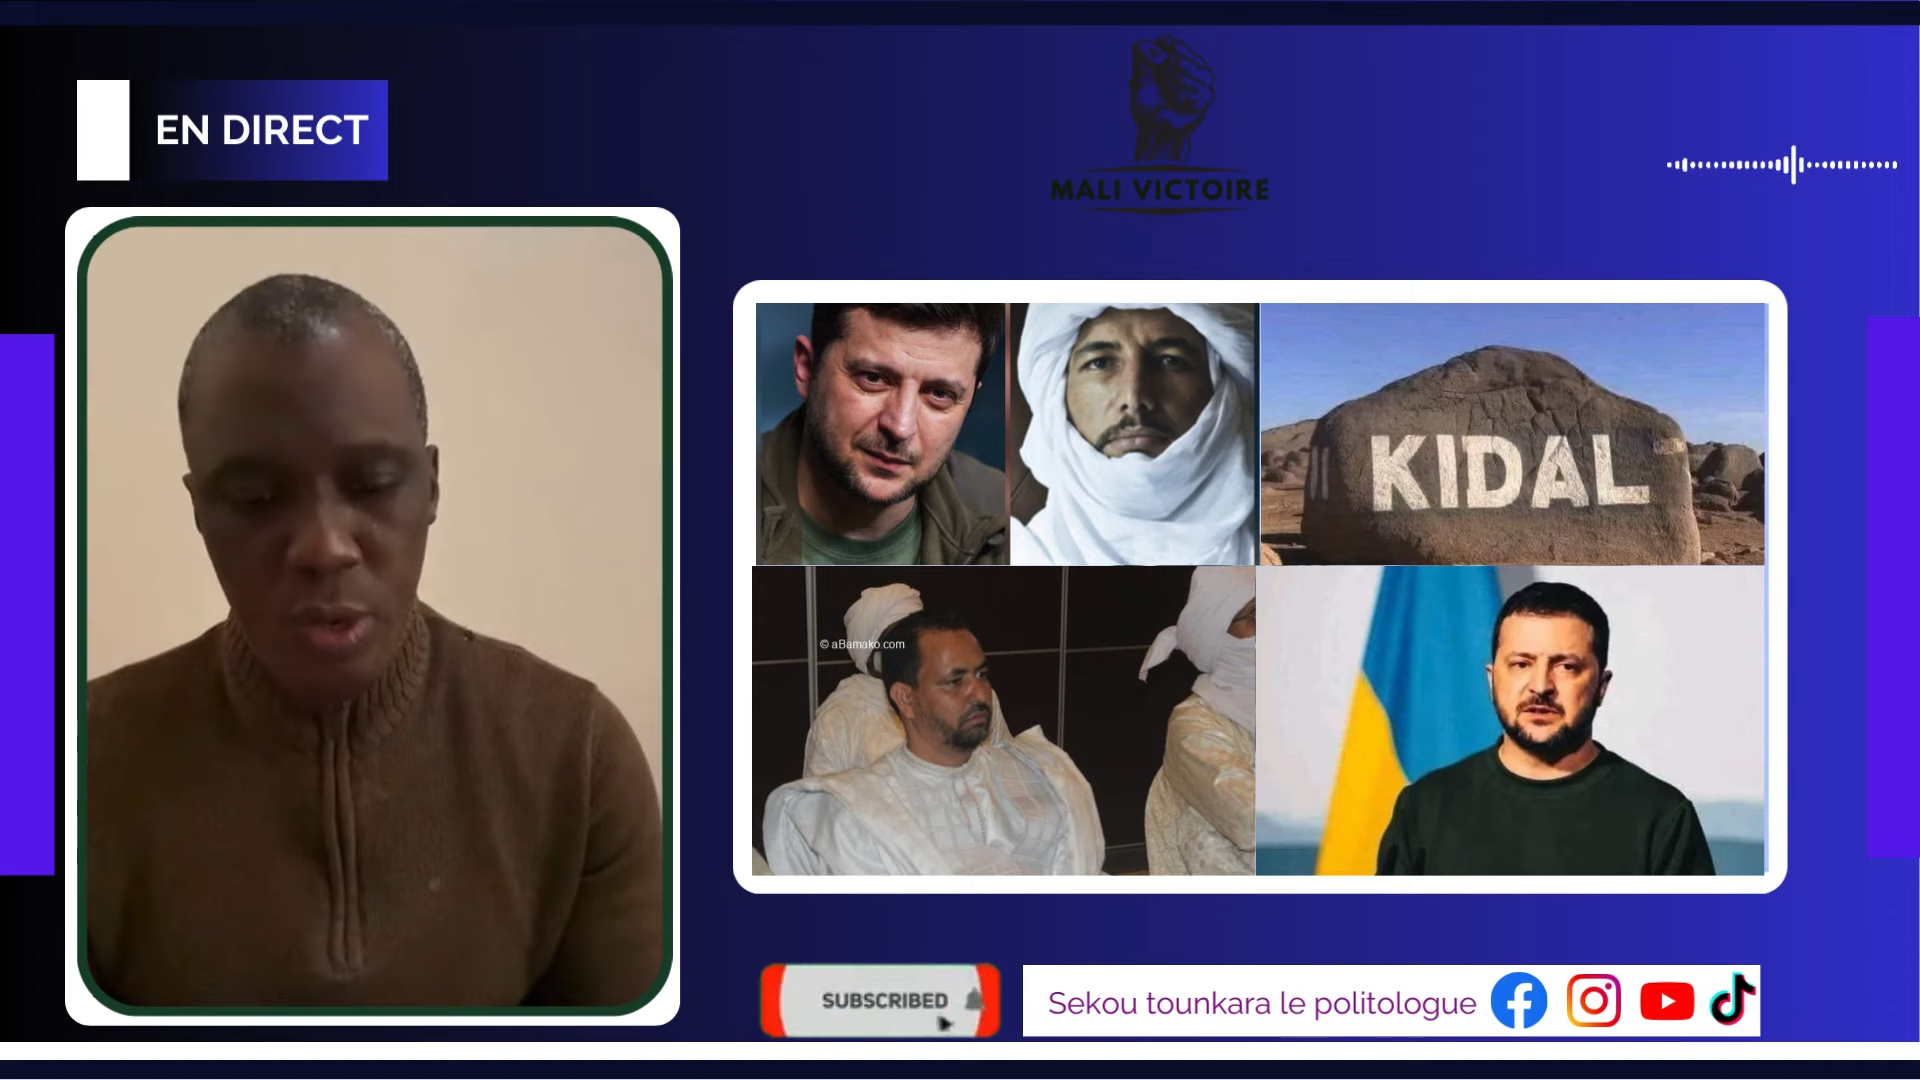 EN DIRECT
MALI VICTOIRE
KIDAL
© aBamako.com
SUBSCRIBED
Sekou tounkara le politologue